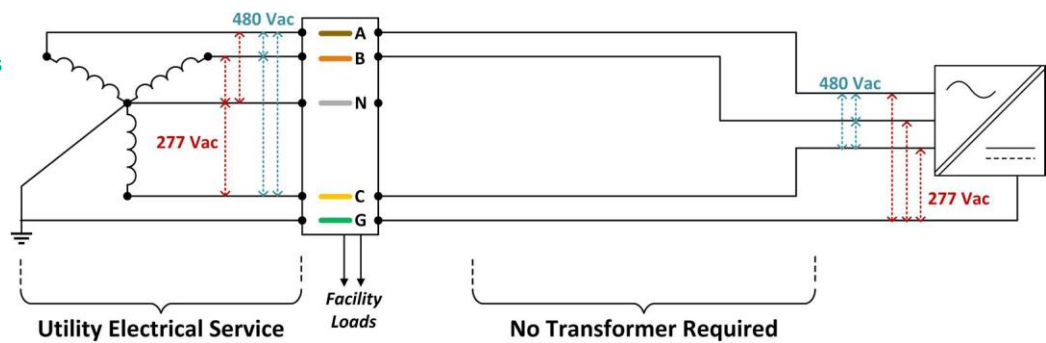 480 Vac
A
s
B
N
277 Vac
C
G
480 Vac
277 Vac
Facility
Loads
Utility Electrical Service
No Transformer Required